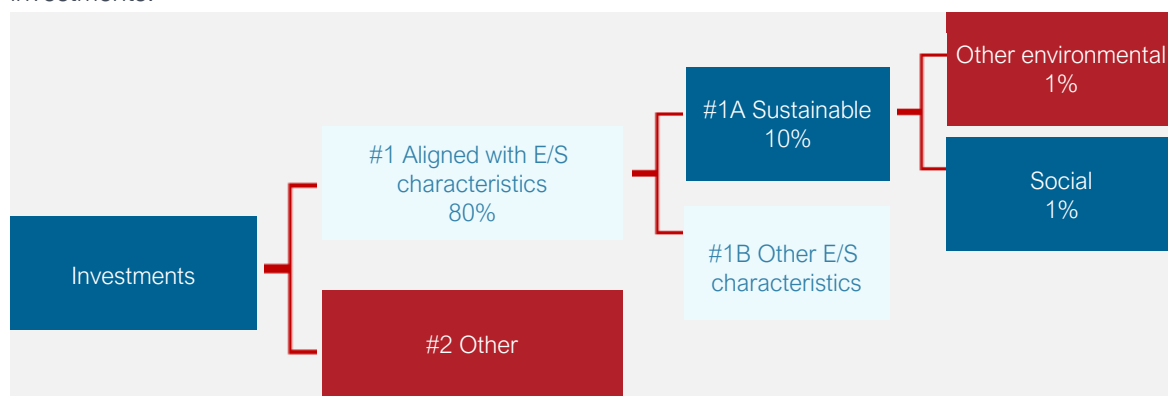 investments.
Other environmental
1%
#1A Sustainable
10%
#1 Aligned with E/S
characteristics
80%
Social
1%
Investments
#1B Other E/S
characteristics
#2 Other